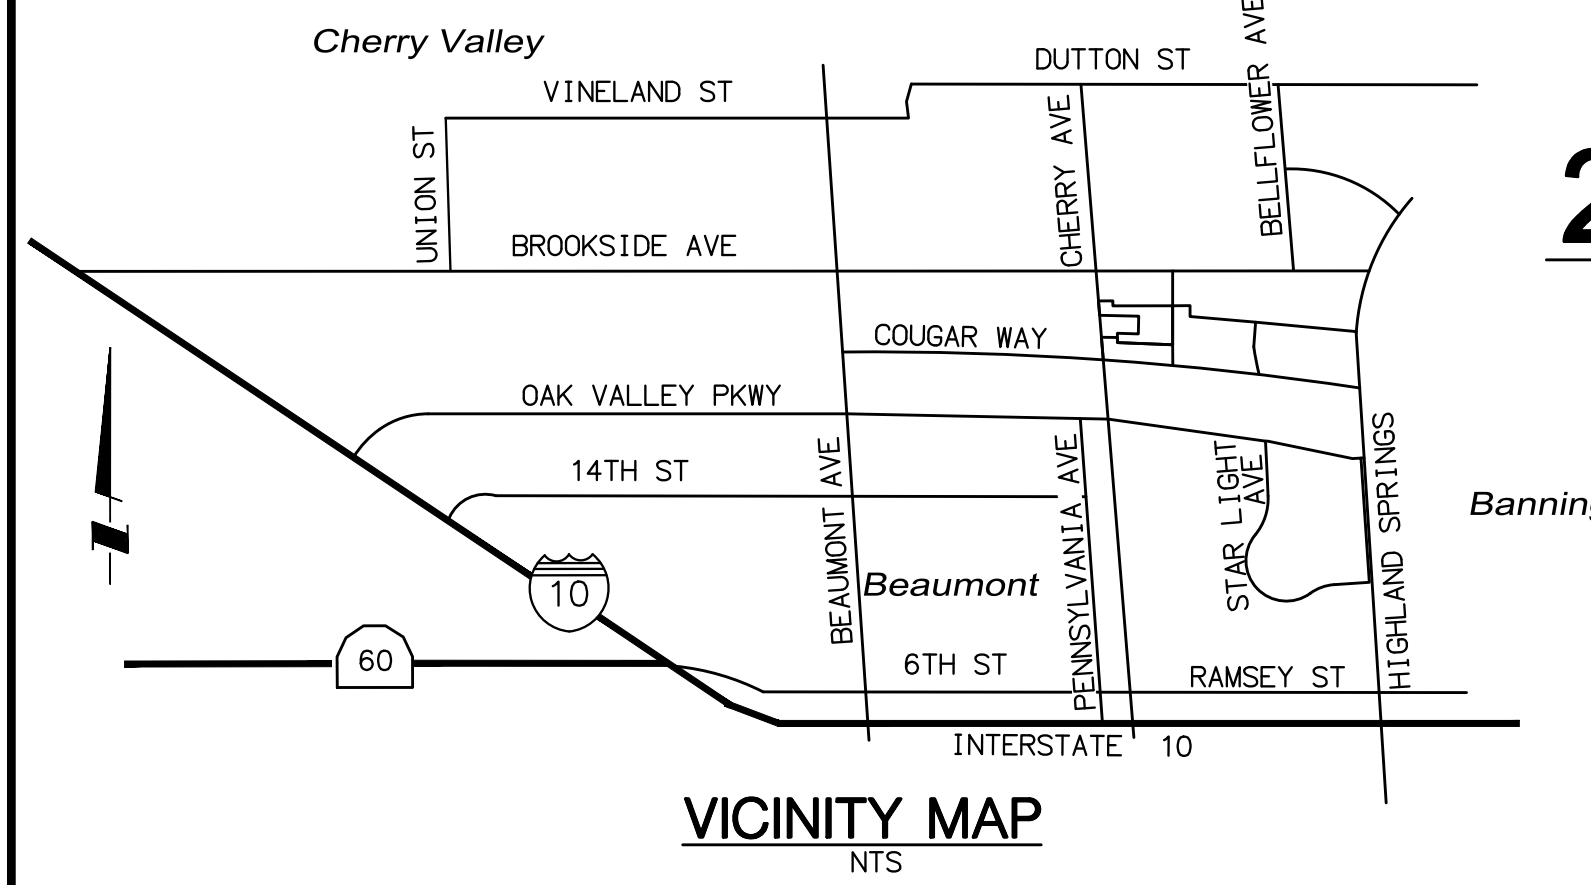 Cherry Valley
DUTTON ST
VINELAND ST
BELLFLOWER AVE
CHERRY AVE
UNION ST
BROOKSIDE AVE
2
COUGAR WAY
OAK VALLEY PKWY
14TH ST
BEAUMONT AVE
PENNSYLVANIA AVE
STAR LIGHT
AVE
HIGHLAND SPRINGS
Banning
10
Beaumont
60
6TH ST
RAMSEY ST
INTERSTATE 10
VICINITY MAP
NTS